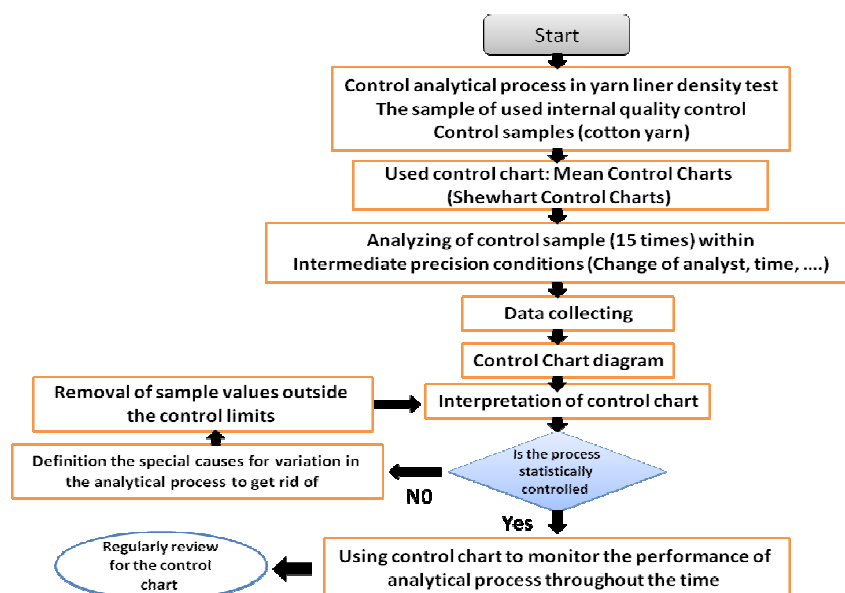 Start
Control analytical process in yarn liner density test
The sample of used internal quality control
Control samples (cotton yarn)
Used control chart: Mean Control Charts
(Shewhart Control Charts)
Analyzing of control sample (15 times) within
Intermediate precision conditions (Change of analyst, time, ....)
Data collecting
Control Chart diagram
Interpretation of control chart
Removal of sample values outside
the control limits
Is the process
statistically
controlled
Definition the special causes for variation in
the analytical process to get rid of
N0
Yes
Using control chart to monitor the performance of
analytical process throughout the time
Regularly review
for the control
chart